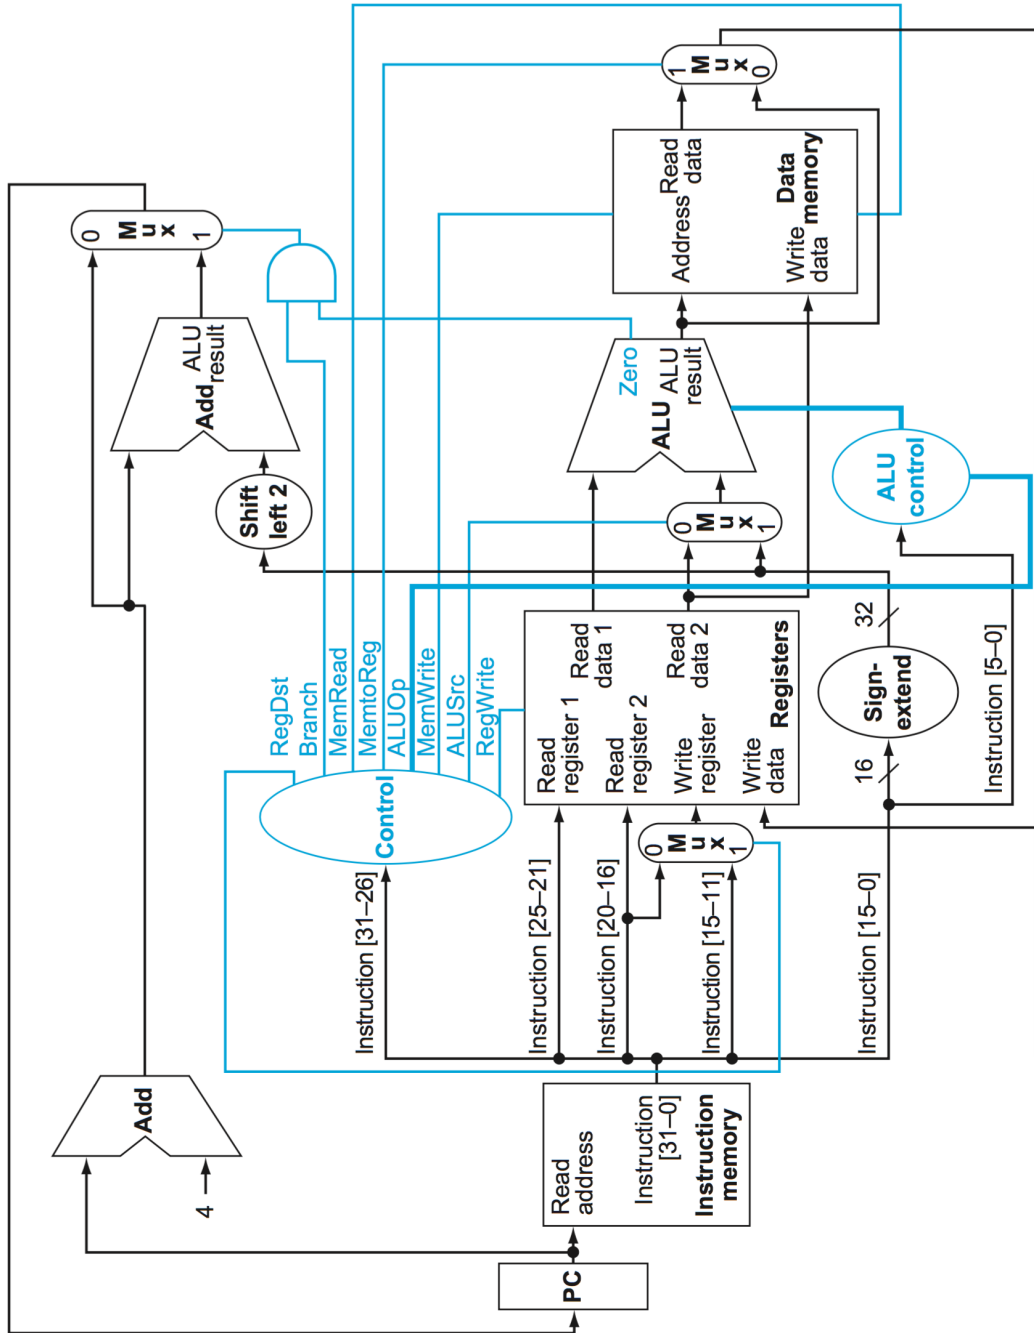 PC
4
Add
Read
address
Instruction
[31–0]
Instruction
memory
Instruction [31–26]
Instruction [25–21]
Instruction [20–16]
Instruction [15–11]
Instruction [15–0]
Control
RegDst
Branch
MemRead
MemtoReg
ALUOp
MemWrite
ALUSrc
RegWrite
0
M
u
x
1
Read
register 1
Read
register 2
Write
register
Write
data
Read
data 1
Read
data 2
Registers
16
Sign-
extend
32
Instruction [5–0]
Shift
left 2
Add
ALU
result
0
M
u
x
1
0
M
u
x
1
Zero
ALU
ALU
result
ALU
control
Address
Read
data
Write
data
Data
memory
1
M
u
x
0